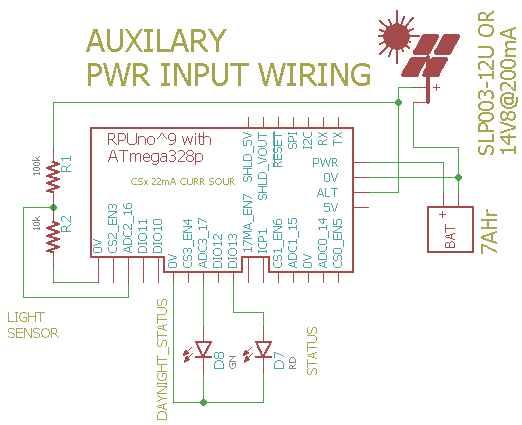 AUXILARY
PWR INPUT WIRING
SLP003-12U OR
14V8@200mA
+
RPUno^9 with
ATmega328p
CSx 22mA CURR SOUR
SHLD_5V
SHLD_VOUT
RESET
SPI
I2C
RX
TX
PWR
0V
ALT
5V
100k
R1
10k
R2
0V
CS2_EN3
ADC2_16
DIO11
DIO10
0V
CS3_EN4
ADC3_17
DIO12
DIO13
17MA_EN7
ICP1
CS1_EN6
ADC1_15
0V
ADC0_14
CS0_EN5
+
BAT
7AHr
LIGHT
SENSOR
DAYNIGHT_STATUS
D8
GN
D7
RD
STATUS